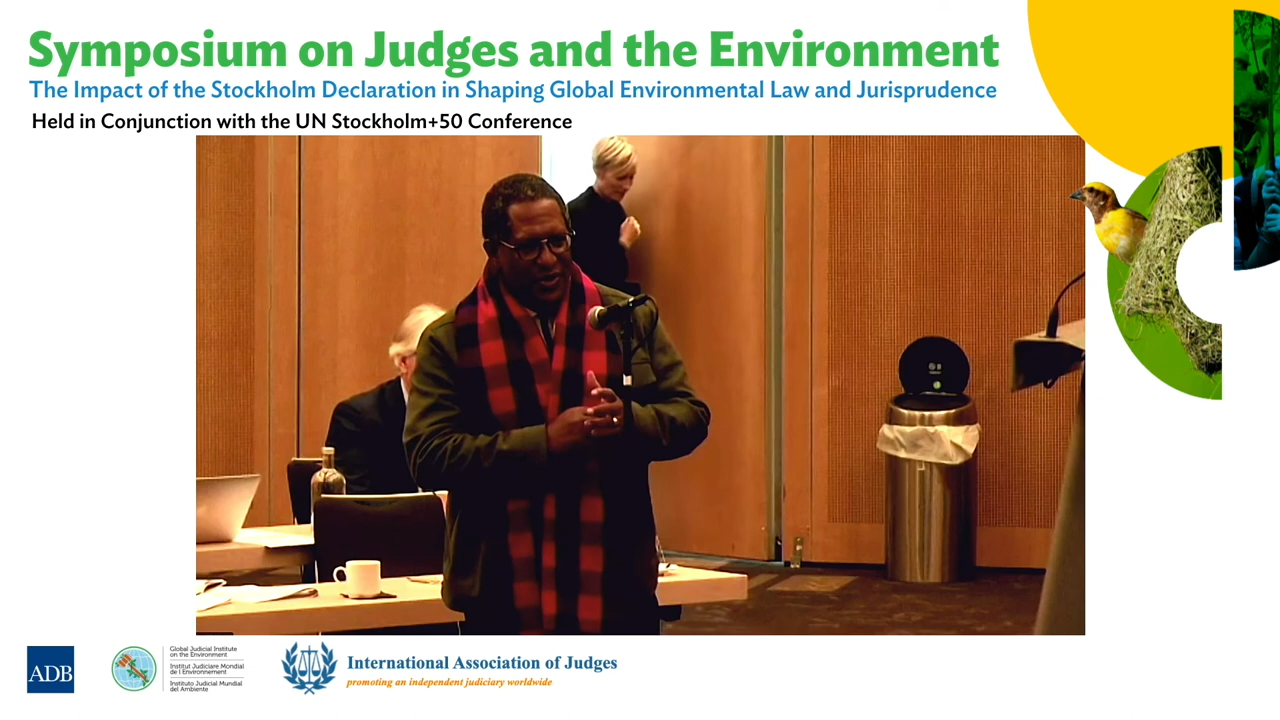 Symposium on Judges and the Environment
The Impact of the Stockholm Declaration in Shaping Global Environmental Law and Jurisprudence
Held in Conjunction with the UN Stockholm+50 Conference
ADB
Global Judicial Institute
on the Environment
Institut Judiciaire Mondial
de l Environnement
Instituto Judicial Mundial
del Ambiente
International Association of Judges
promoting an independent judiciary worldwide